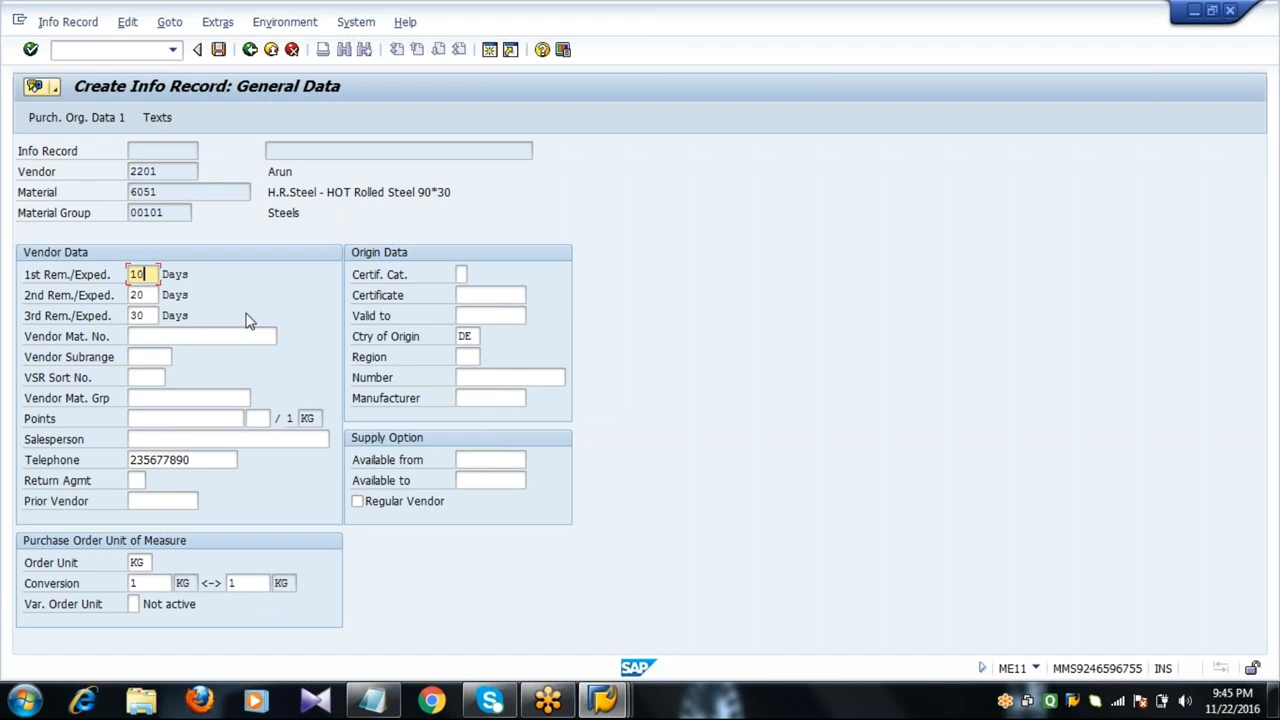 Info Record Edit Goto Extras Environment System Help
Create Info Record: General Data
Purch. Org. Data 1 Texts
Info Record
Vendor 2201 Arun
Material 6051 H.R.Steel - HOT Rolled Steel 90*30
Material Group 00101 Steels
Vendor Data
1st Rem./Exped. 10 Days
2nd Rem./Exped. 20 Days
3rd Rem./Exped. 30 Days
Vendor Mat. No.
Vendor Subrange
VSR Sort No.
Vendor Mat. Grp
Points / 1 KG
Salesperson
Telephone 235677890
Return Agmt
Prior Vendor
Origin Data
Certif. Cat.
Certificate
Valid to
Ctry of Origin DE
Region
Number
Manufacturer
Supply Option
Available from
Available to
Regular Vendor
Purchase Order Unit of Measure
Order Unit KG
Conversion 1 KG <-> 1 KG
Var. Order Unit Not active
SAP
ME11 MMS9246596755 INS
9:45 PM
11/22/2016